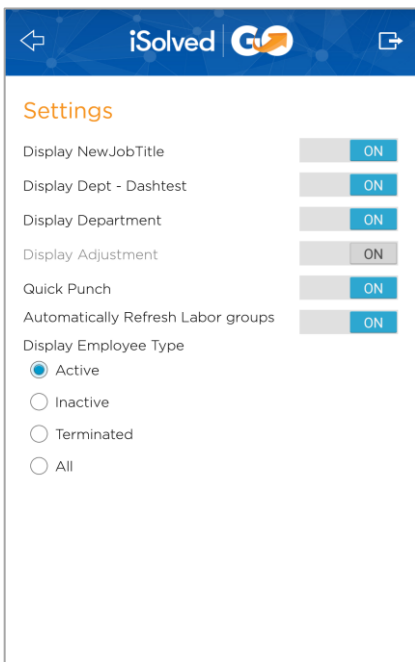 iSolved GO
Settings
Display NewJobTitle ON
Display Dept - Dashtest ON
Display Department ON
Display Adjustment ON
Quick Punch ON
Automatically Refresh Labor groups ON
Display Employee Type
Active
Inactive
Terminated
All